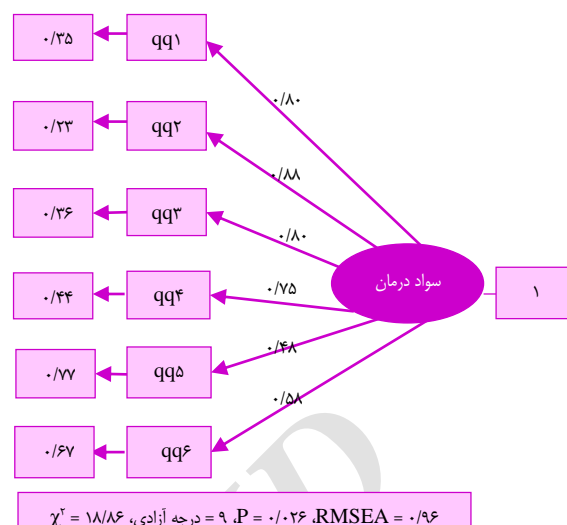 ۰/۳۵ qq۱
۰/۸۰
۰/۲۳ qq۲
۰/۸۸
۰/۳۶ qq۳
۰/۸۰
سواد درمان
۱
۰/۴۴ qq۴
۰/۷۵
۰/۷۷ qq۵
۰/۴۸
۰/۶۷ qq۶
۰/۵۸
χ۲ = ۱۸/۸۶ ،درجه آزادی = ۹ ،P = ۰/۰۲۶ ،RMSEA = ۰/۹۶